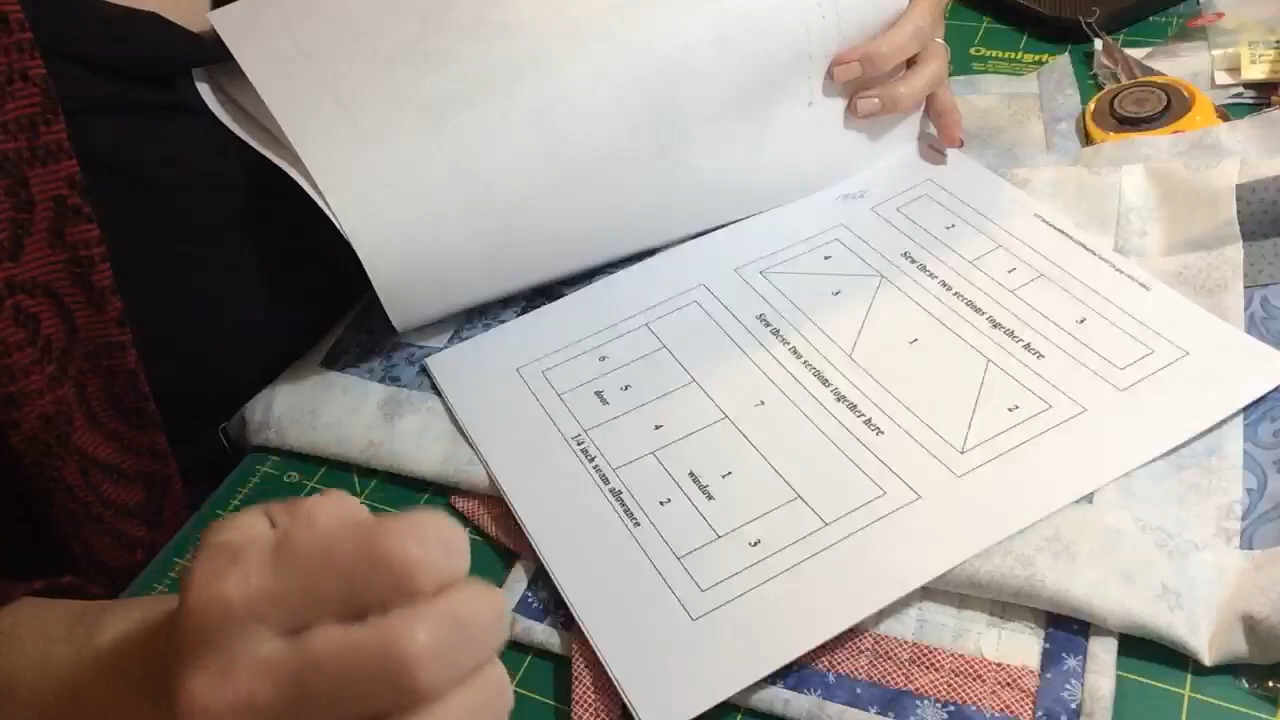 Omnigrid
2
1
3
Sew these two sections together here
4
3
1
2
Sew these two sections together here
6
5
door
4
7
1
window
2
3
1/4 inch seam allowance